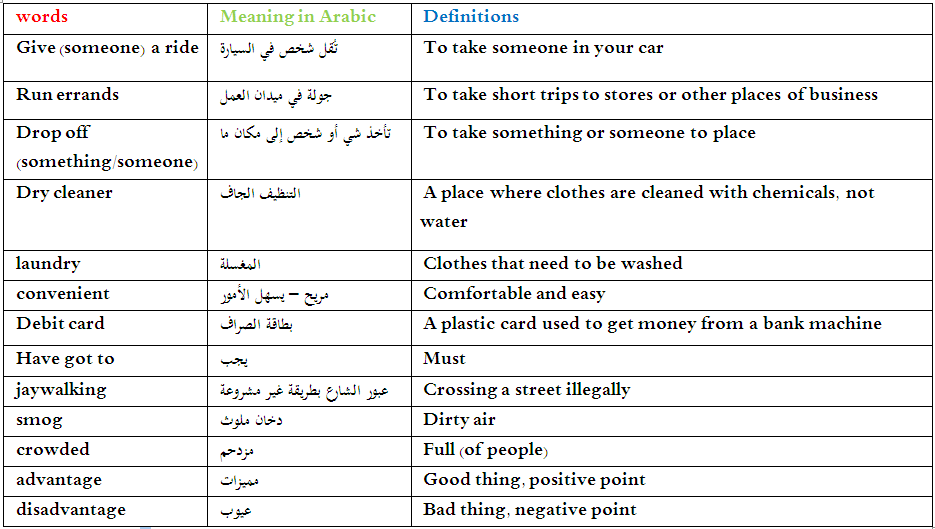 words Meaning in Arabic Definitions
Give (someone) a ride تُقل شخص في السيارة To take someone in your car
Run errands جولة في ميدان العمل To take short trips to stores or other places of business
Drop off تأخذ شي أو شخص إلى مكان ما To take something or someone to place
(something/someone)
Dry cleaner التنظيف الجاف A place where clothes are cleaned with chemicals, not
water
laundry المغسلة Clothes that need to be washed
convenient مريح – يسهل الأمور Comfortable and easy
Debit card بطاقة الصراف A plastic card used to get money from a bank machine
Have got to يجب Must
jaywalking عبور الشارع بطريقة غير مشروعة Crossing a street illegally
smog دخان ملوث Dirty air
crowded مزدحم Full (of people)
advantage مميزات Good thing, positive point
disadvantage عيوب Bad thing, negative point